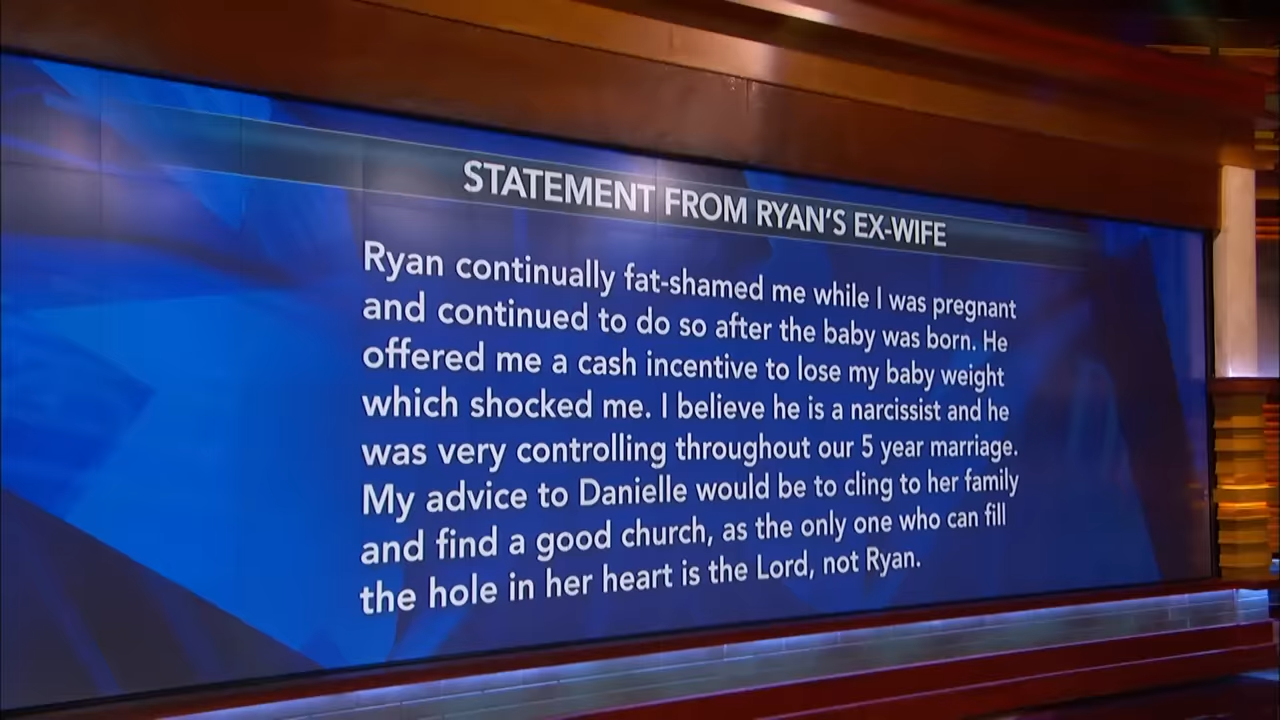 STATEMENT FROM RYAN'S EX-WIFE
Ryan continually fat-shamed me while I was pregnant
and continued to do so after the baby was born. He
offered me a cash incentive to lose my baby weight
which shocked me. I believe he is a narcissist and he
was very controlling throughout our 5 year marriage.
My advice to Danielle would be to cling to her family
and find a good church, as the only one who can fill
the hole in her heart is the Lord, not Ryan.